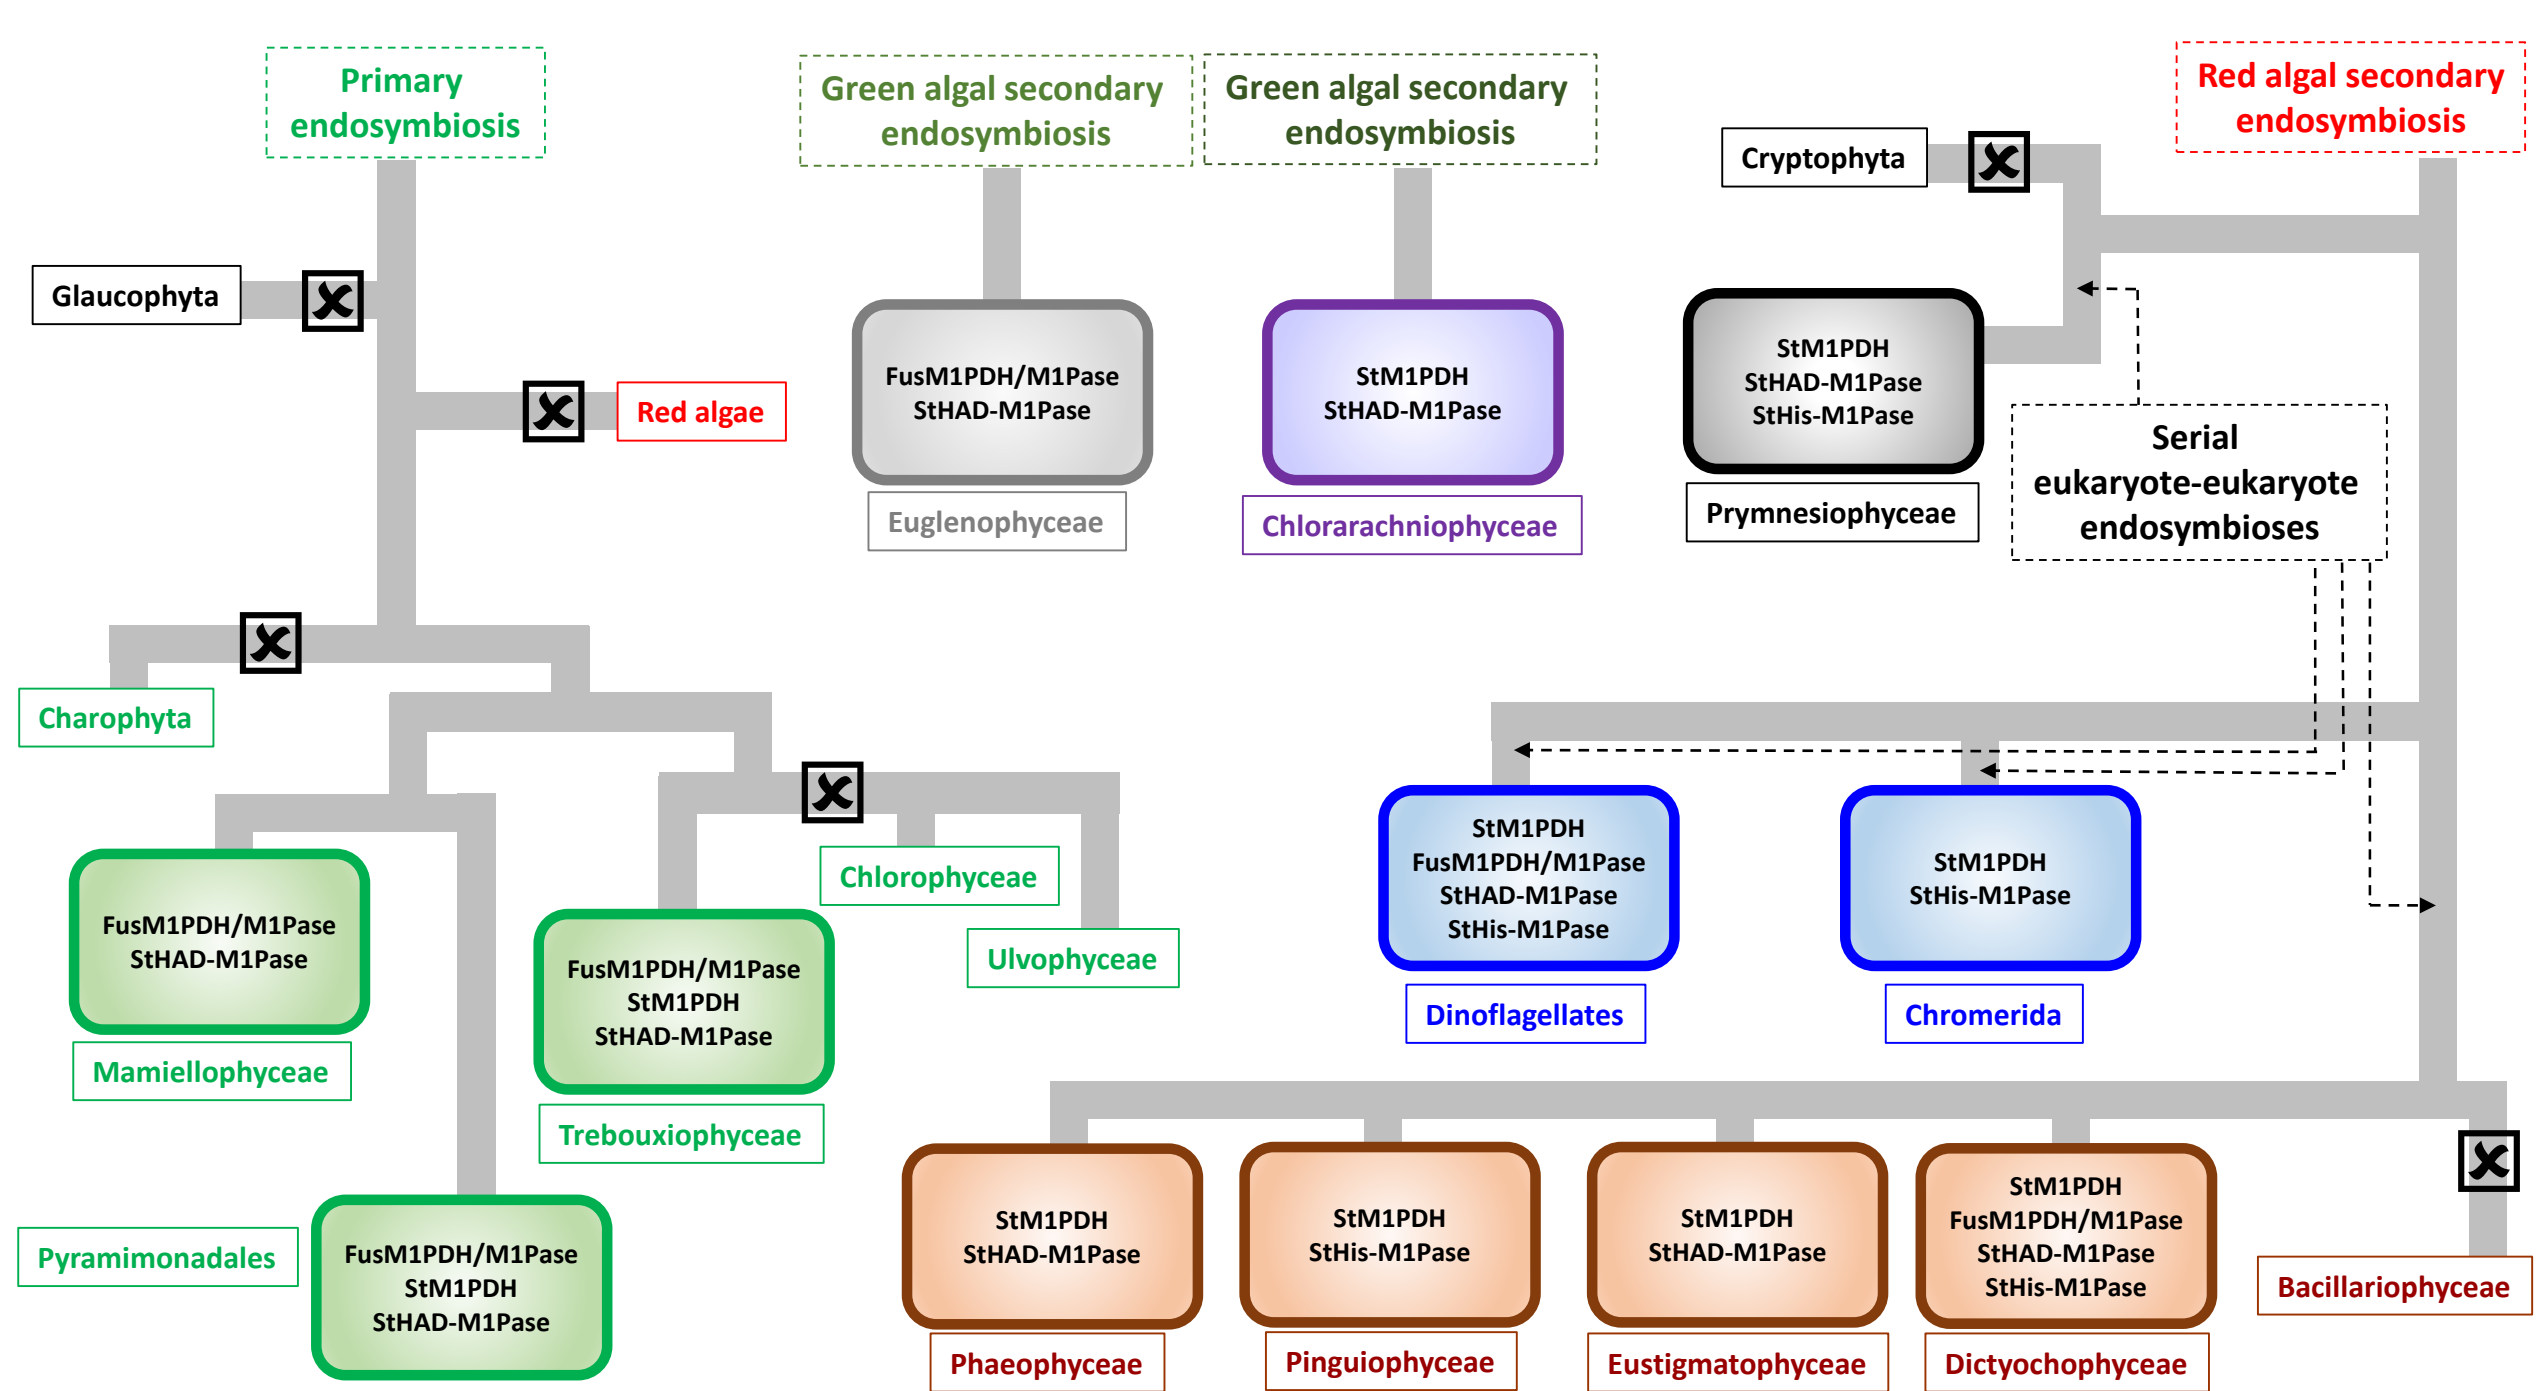 Primary
endosymbiosis
Green algal secondary
endosymbiosis
Green algal secondary
endosymbiosis
Red algal secondary
endosymbiosis
Cryptophyta
Glaucophyta
Red algae
FusM1PDH/M1Pase
StHAD-M1Pase
Euglenophyceae
StM1PDH
StHAD-M1Pase
Chlorarachniophyceae
StM1PDH
StHAD-M1Pase
StHis-M1Pase
Prymnesiophyceae
Serial
eukaryote-eukaryote
endosymbioses
Charophyta
FusM1PDH/M1Pase
StHAD-M1Pase
Mamiellophyceae
FusM1PDH/M1Pase
StM1PDH
StHAD-M1Pase
Trebouxiophyceae
Chlorophyceae
Ulvophyceae
StM1PDH
FusM1PDH/M1Pase
StHAD-M1Pase
StHis-M1Pase
Dinoflagellates
StM1PDH
StHis-M1Pase
Chromerida
Pyramimonadales
FusM1PDH/M1Pase
StM1PDH
StHAD-M1Pase
StM1PDH
StHAD-M1Pase
Phaeophyceae
StM1PDH
StHis-M1Pase
Pinguiophyceae
StM1PDH
StHAD-M1Pase
Eustigmatophyceae
StM1PDH
FusM1PDH/M1Pase
StHAD-M1Pase
StHis-M1Pase
Dictyochophyceae
Bacillariophyceae